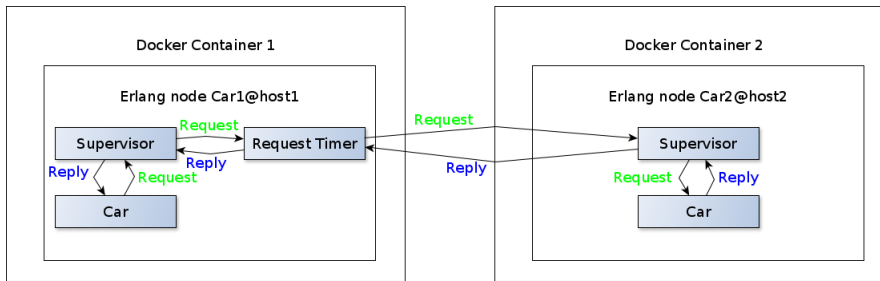 Docker Container 1
Docker Container 2
Erlang node Car1@host1
Erlang node Car2@host2
Request
Request
Supervisor
Request Timer
Supervisor
Reply
Reply
Reply
Request
Request
Reply
Car
Car